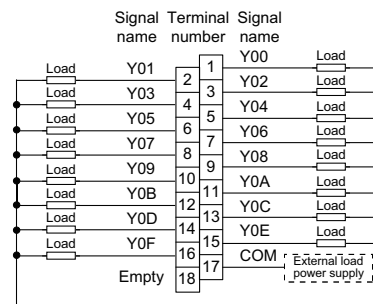 Signal name Terminal number Signal name
1 Y00 Load
Load Y01 2
3 Y02 Load
Load Y03 4
5 Y04 Load
Load Y05 6
7 Y06 Load
Load Y07 8
9 Y08 Load
Load Y09 10
11 Y0A Load
Load Y0B 12
13 Y0C Load
Load Y0D 14
15 Y0E Load
Load Y0F 16
17 COM External load power supply
Empty 18